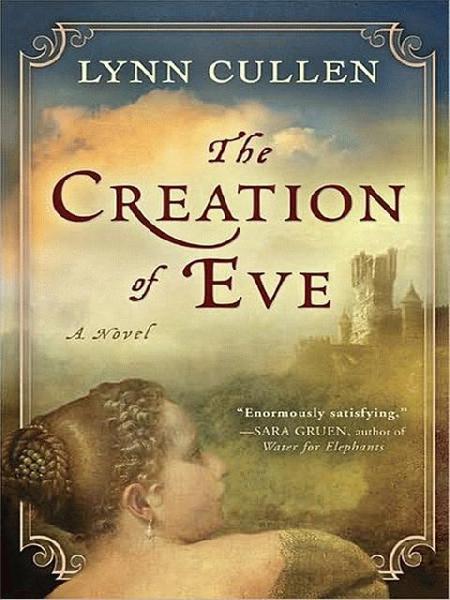 LYNN CULLEN
The
CREATION
of EVE
A Novel
"Enormously satisfying."
—SARA GRUEN, author of
Water for Elephants